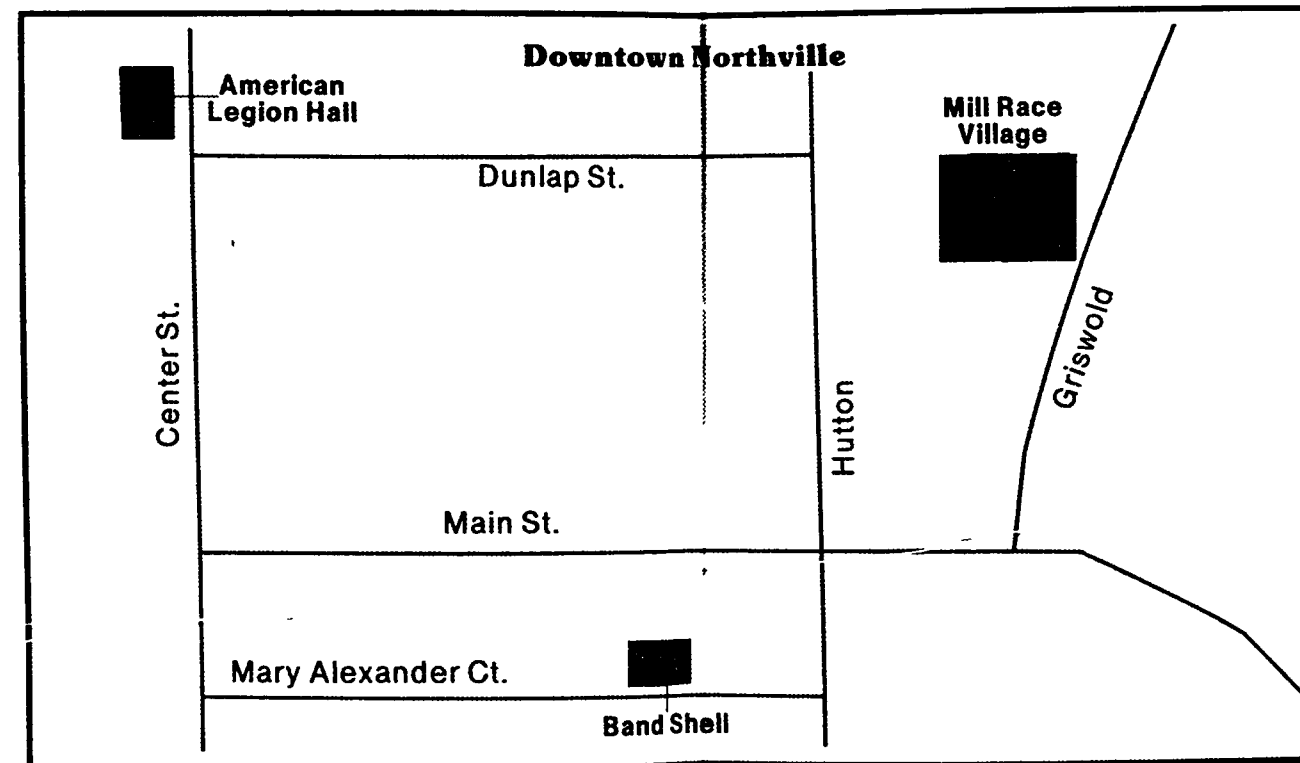 Downtown Northville
American
Legion Hall
Mill Race
Village
Dunlap St.
Center St.
Griswold
Hutton
Main St.
Mary Alexander Ct.
Band Shell